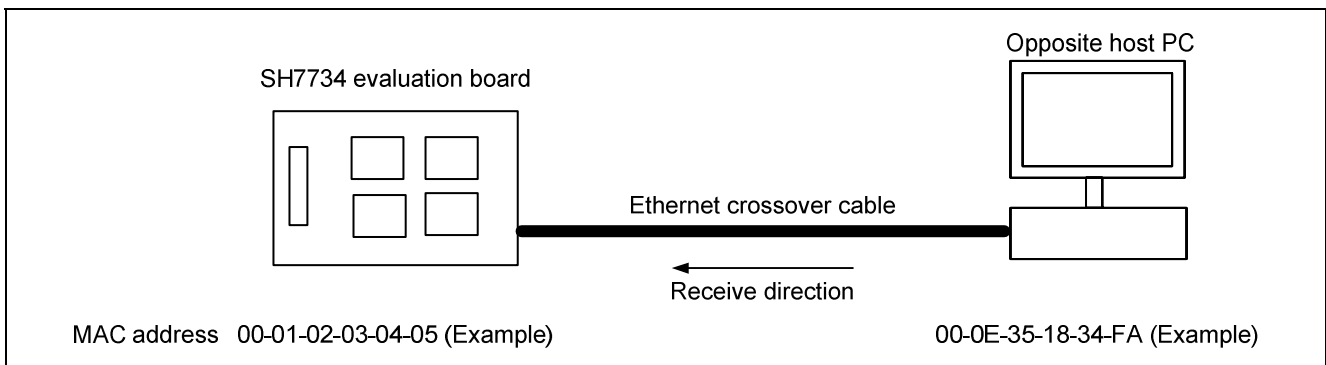 Opposite host PC
SH7734 evaluation board
Ethernet crossover cable
Receive direction
MAC address 00-01-02-03-04-05 (Example)
00-0E-35-18-34-FA (Example)